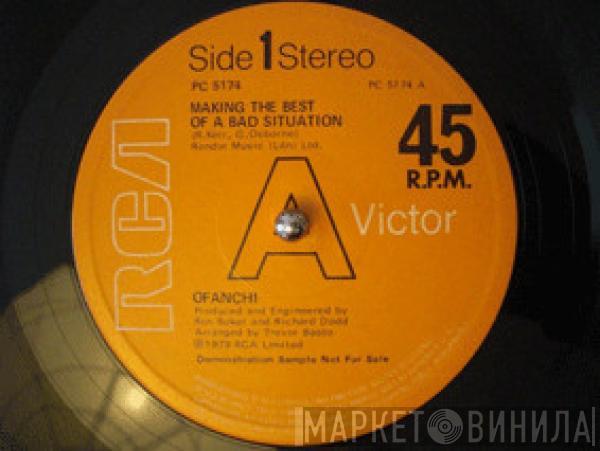 Side 1 Stereo
PC 5174
PC 5174 A
MAKING THE BEST
OF A BAD SITUATION
(R.Kerr, G.Osborne)
Rondor Music (Ldn) Ltd.
45
R.P.M.
RCA
A
Victor
OFANCHI
Produced and Engineered by
Ron Baker and Richard Dodd
Arranged by Trevor Bastow
℗1979 RCA Limited
Demonstration Sample Not For Sale
МАРКЕТ ВИНИЛА